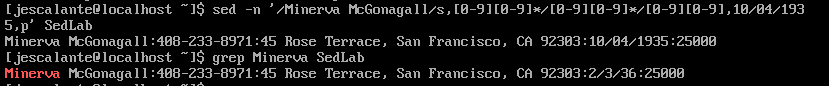 [jescalante@localhost ~]$ sed -n '/Minerva McGonagall/s,[0-9][0-9]*/[0-9][0-9]*/[0-9][0-9],10/04/193
5,p' SedLab
Minerva McGonagall:408-233-8971:45 Rose Terrace, San Francisco, CA 92303:10/04/1935:25000
[jescalante@localhost ~]$ grep Minerva SedLab
Minerva McGonagall:408-233-8971:45 Rose Terrace, San Francisco, CA 92303:2/3/36:25000
[jescalante@localhost ~]$